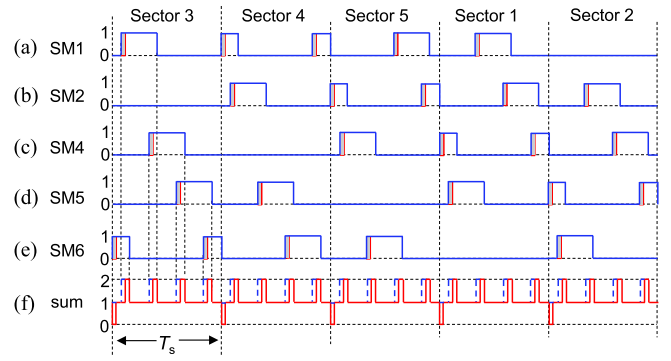 Sector 3 Sector 4 Sector 5 Sector 1 Sector 2
(a) SM1 1 0
(b) SM2 1 0
(c) SM4 1 0
(d) SM5 1 0
(e) SM6 1 0
(f) sum 2 1 0
Ts